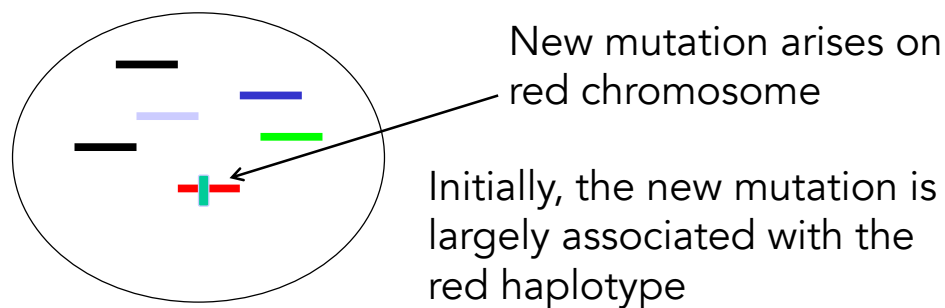 New mutation arises on
red chromosome
Initially, the new mutation is
largely associated with the
red haplotype